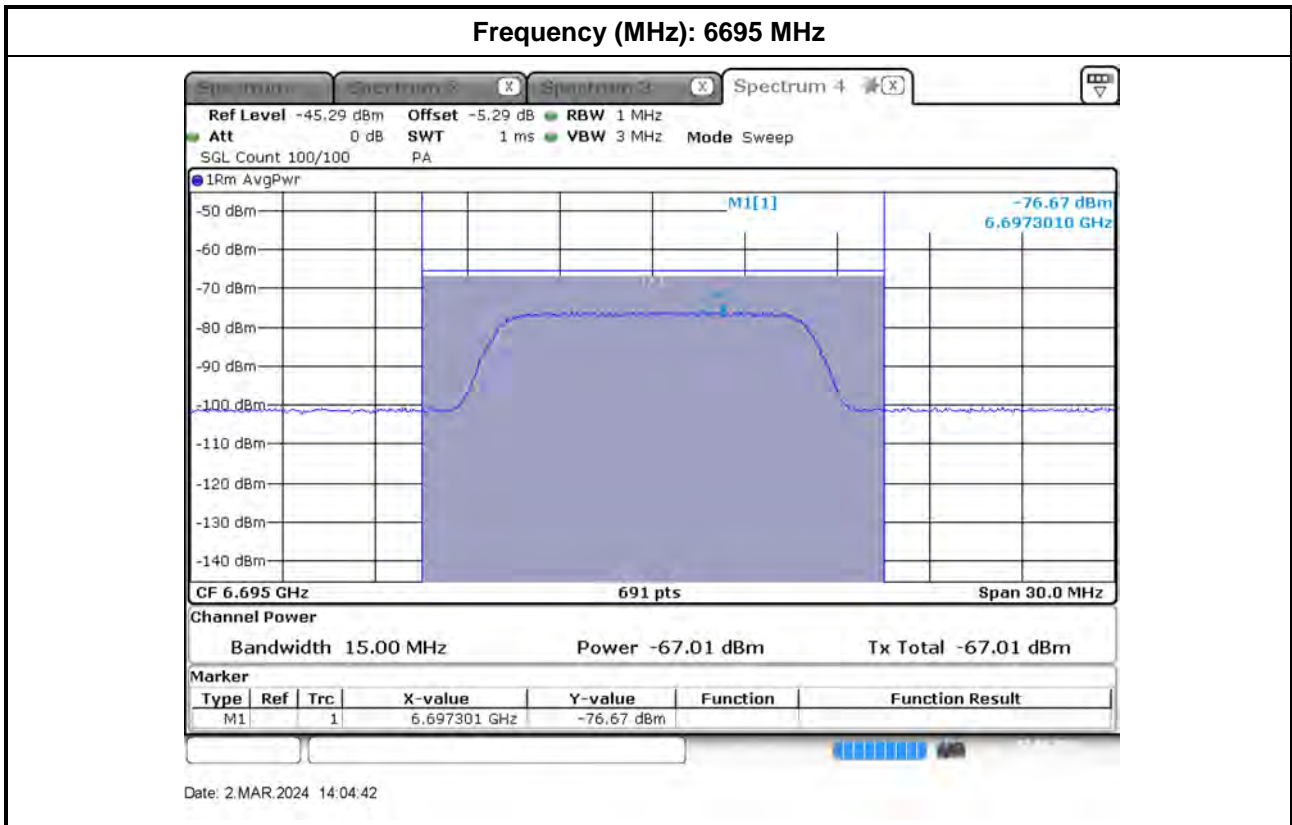 Frequency (MHz): 6695 MHz
Spectrum 4
Ref Level -45.29 dBm Offset -5.29 dB RBW 1 MHz
Att 0 dB SWT 1 ms VBW 3 MHz Mode Sweep
SGL Count 100/100 PA
1Rm AvgPwr
M1[1] -76.67 dBm
6.6973010 GHz
-50 dBm
-60 dBm
-70 dBm
-80 dBm
-90 dBm
-100 dBm
-110 dBm
-120 dBm
-130 dBm
-140 dBm
CF 6.695 GHz 691 pts Span 30.0 MHz
Channel Power
Bandwidth 15.00 MHz Power -67.01 dBm Tx Total -67.01 dBm
Marker
Type Ref Trc X-value Y-value Function Function Result
M1 1 6.697301 GHz -76.67 dBm
Date: 2.MAR.2024 14:04:42